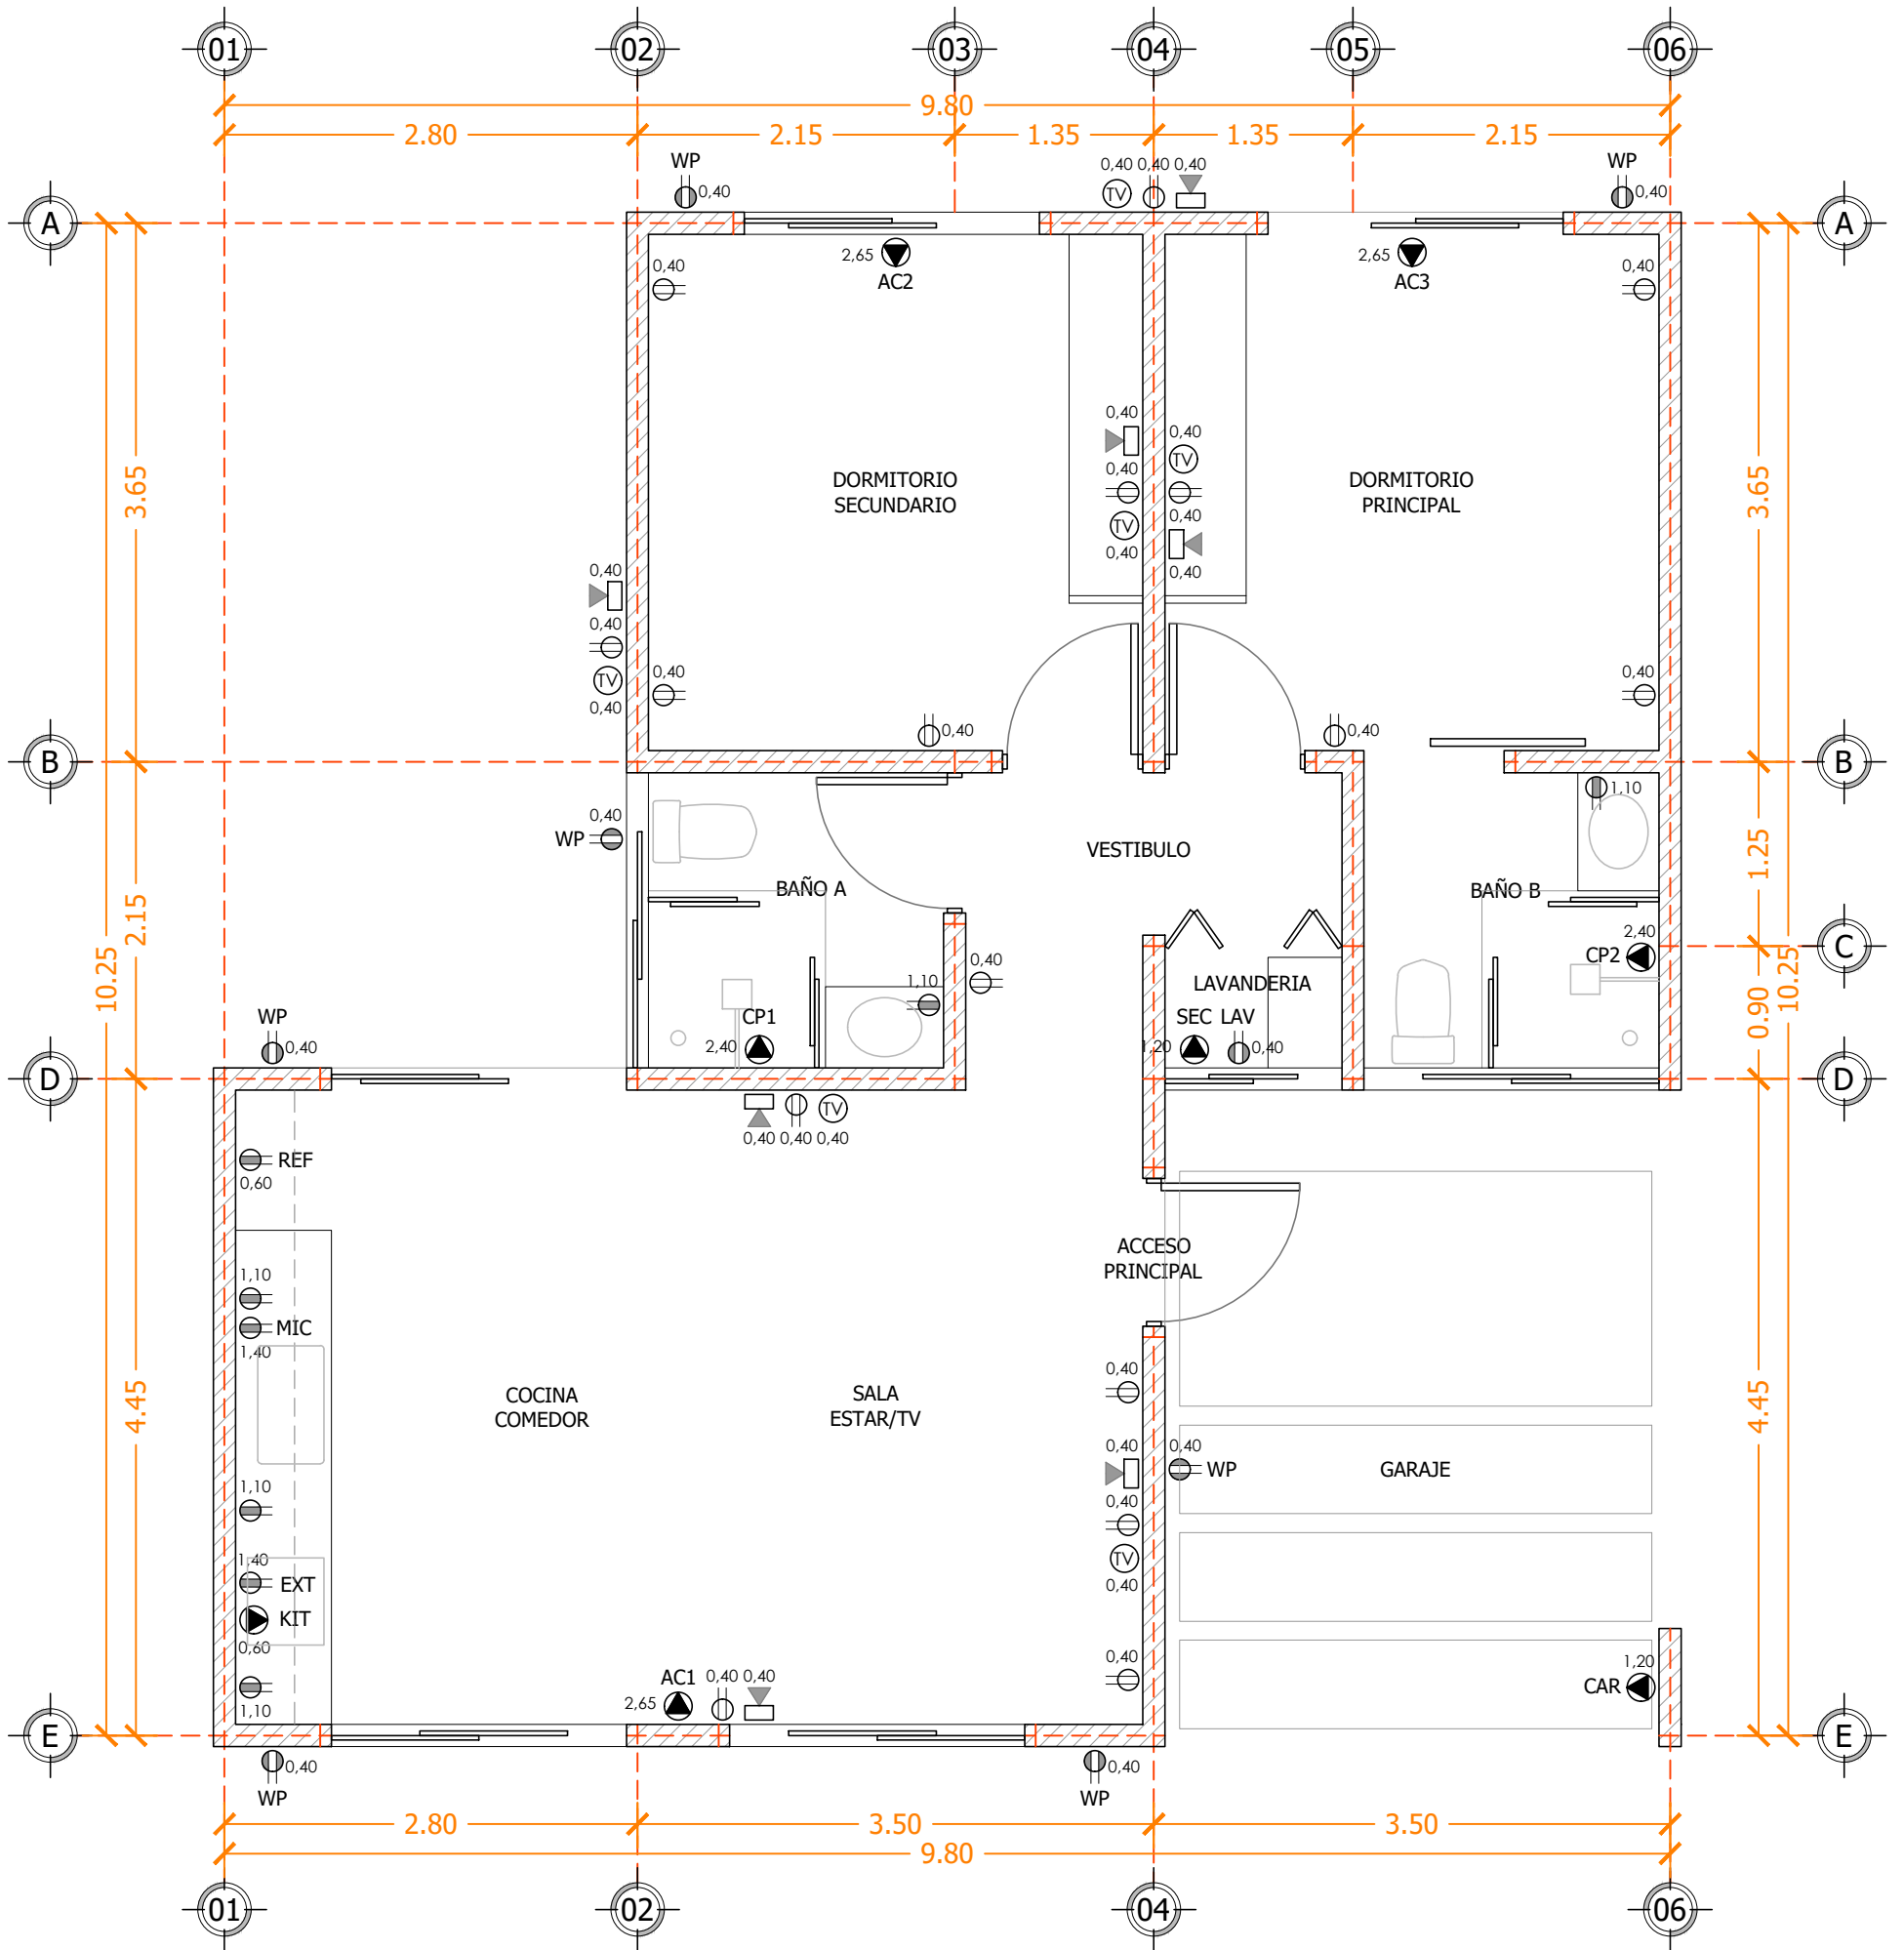 01 02 03 04 05 06
9.80
2.80 2.15 1.35 1.35 2.15
WP 0,40 0,40 0,40 WP
0,40 TV 0,40
A A
2,65 AC2 2,65 AC3
0,40 0,40
0,40 0,40
TV
0,40
3.65 DORMITORIO DORMITORIO 3.65
SECUNDARIO PRINCIPAL
TV 0,40
0,40 0,40
0,40
0,40
TV 0,40 0,40
0,40
0,40 0,40
B B
1,10
0,40
WP
VESTIBULO 1.25
BAÑO A BAÑO B
2.15
10.25 10.25
2,40
CP2
C
0,40
1,10
LAVANDERIA 0.90
WP CP1 SEC LAV
0,40 2,40 1,20 0,40
D D
TV
0,40 0,40 0,40
REF
0,60
ACCESO
PRINCIPAL
1,10
MIC
1,40
4.45 COCINA SALA 0,40 4.45
COMEDOR ESTAR/TV
0,40 0,40
WP GARAJE
1,10 0,40
TV
1,40 0,40
EXT
KIT
0,60
0,40 1,20
AC1 0,40 0,40 CAR
2,65
1,10
E E
0,40 0,40
WP WP
2.80 3.50 3.50
9.80
01 02 04 06